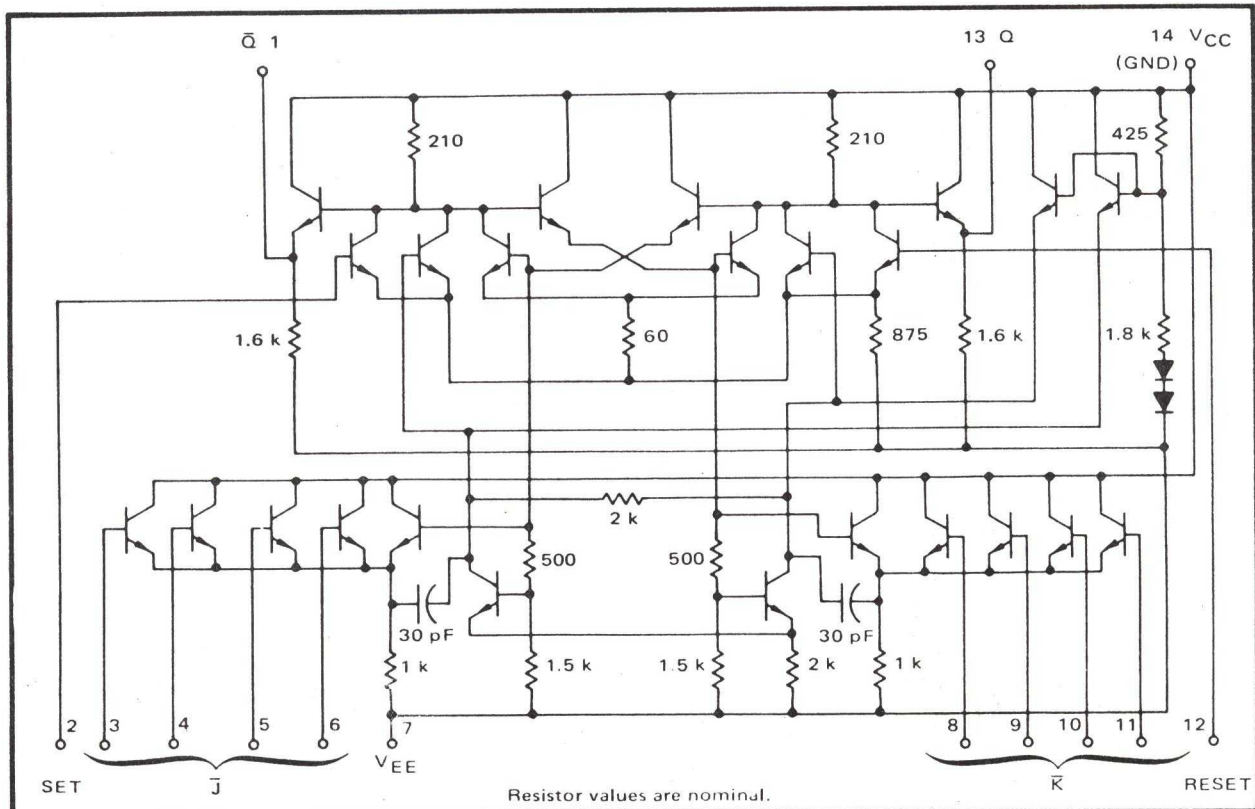 Q̄ 1
13 Q
14 VCC
(GND)
210
210
425
1.6 k
60
875
1.6 k
1.8 k
2 k
500
500
30 pF
30 pF
1 k
1.5 k
1.5 k
2 k
1 k
2
3
4
5
6
7
8
9
10
11
12
SET
J̄
VEE
K̄
RESET
Resistor values are nominal.